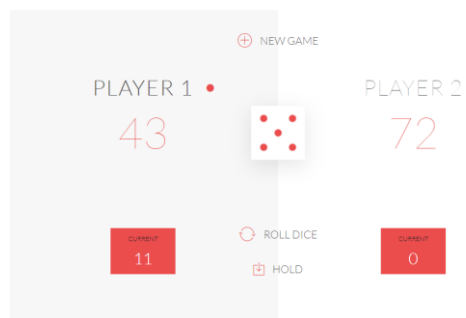 NEW GAME
PLAYER 1
PLAYER 2
43
72
ROLL DICE
CURRENT
CURRENT
11
0
HOLD